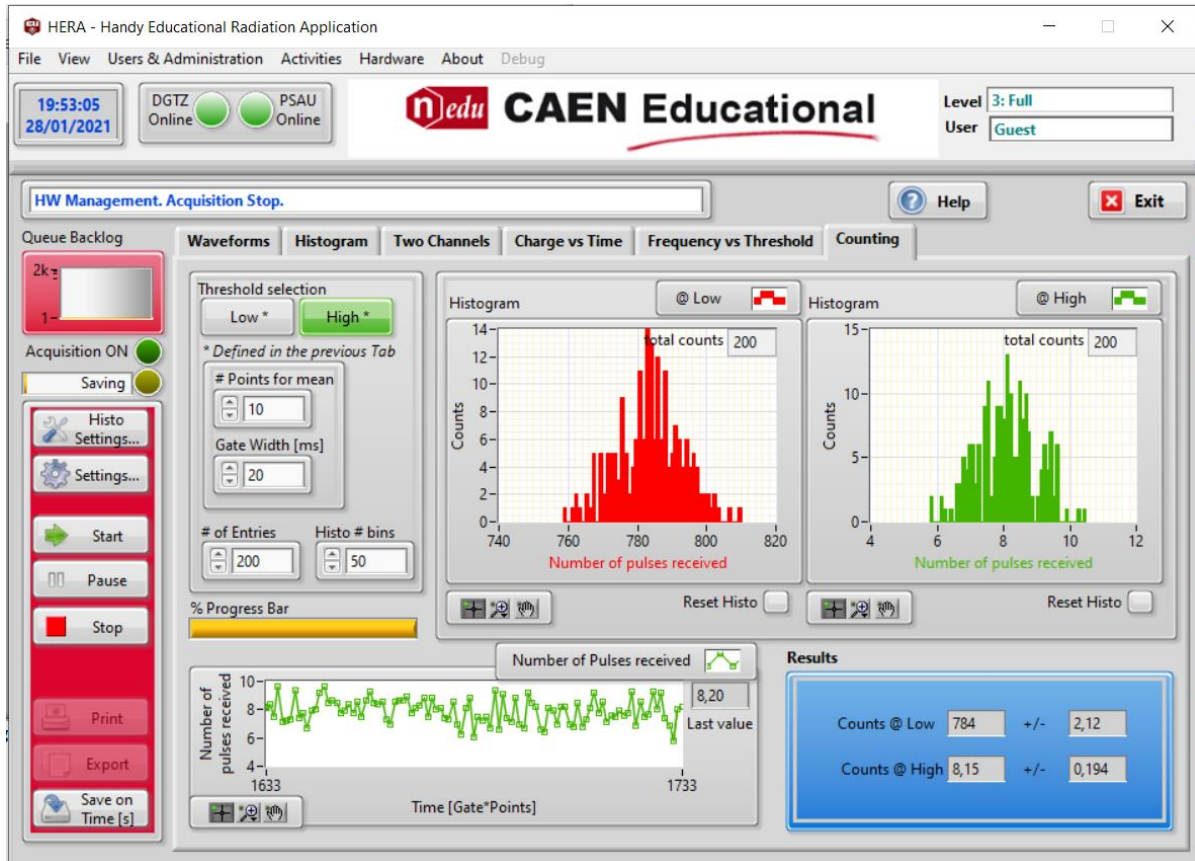 HERA - Handy Educational Radiation Application
File View Users & Administration Activities Hardware About Debug
19:53:05
28/01/2021
DGTZ
Online
PSAU
Online
n edu CAEN Educational
Level 3: Full
User Guest
HW Management. Acquisition Stop.
Help
Exit
Queue Backlog
2k
1
Acquisition ON
Saving
Histo
Settings...
Settings...
Start
Pause
Stop
Print
Export
Save on
Time [s]
Waveforms Histogram Two Channels Charge vs Time Frequency vs Threshold Counting
Threshold selection
Low * High *
* Defined in the previous Tab
# Points for mean
10
Gate Width [ms]
20
# of Entries Histo # bins
200 50
% Progress Bar
Histogram @ Low
total counts 200
14
12
10
8
6
4
2
0
Counts
740 760 780 800 820
Number of pulses received
Reset Histo
Histogram @ High
total counts 200
15
10
5
0
Counts
4 6 8 10 12
Number of pulses received
Reset Histo
Number of Pulses received
Number of
pulses received
10
8
6
4
1633 1733
Time [Gate*Points]
8,20
Last value
Results
Counts @ Low 784 +/- 2,12
Counts @ High 8,15 +/- 0,194